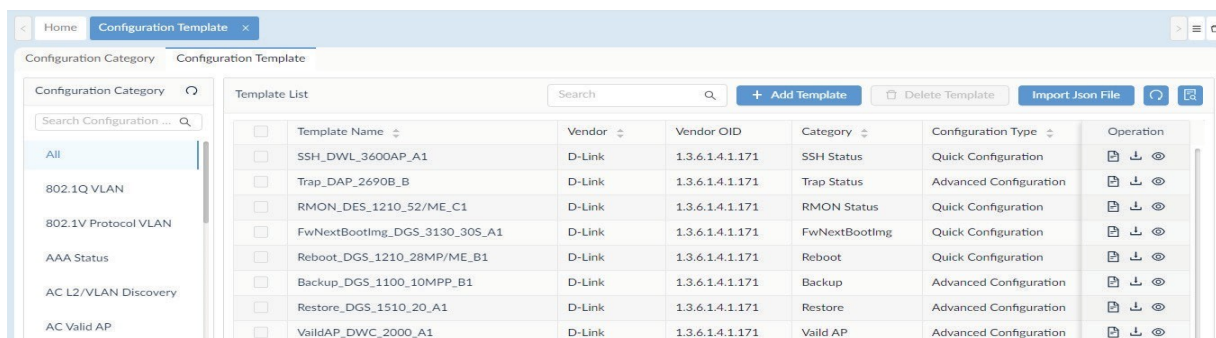 Home
Configuration Template ×
Configuration Category Configuration Template
Configuration Category
Search Configuration ...
All
802.1Q VLAN
802.1V Protocol VLAN
AAA Status
AC L2/VLAN Discovery
AC Valid AP
Template List Search + Add Template Delete Template Import Json File
Template Name Vendor Vendor OID Category Configuration Type Operation
SSH_DWL_3600AP_A1 D-Link 1.3.6.1.4.1.171 SSH Status Quick Configuration
Trap_DAP_2690B_B D-Link 1.3.6.1.4.1.171 Trap Status Advanced Configuration
RMON_DES_1210_52/ME_C1 D-Link 1.3.6.1.4.1.171 RMON Status Quick Configuration
FwNextBootImg_DGS_3130_30S_A1 D-Link 1.3.6.1.4.1.171 FwNextBootImg Quick Configuration
Reboot_DGS_1210_28MP/ME_B1 D-Link 1.3.6.1.4.1.171 Reboot Quick Configuration
Backup_DGS_1100_10MPP_B1 D-Link 1.3.6.1.4.1.171 Backup Advanced Configuration
Restore_DGS_1510_20_A1 D-Link 1.3.6.1.4.1.171 Restore Advanced Configuration
VaildAP_DWC_2000_A1 D-Link 1.3.6.1.4.1.171 Vaild AP Advanced Configuration